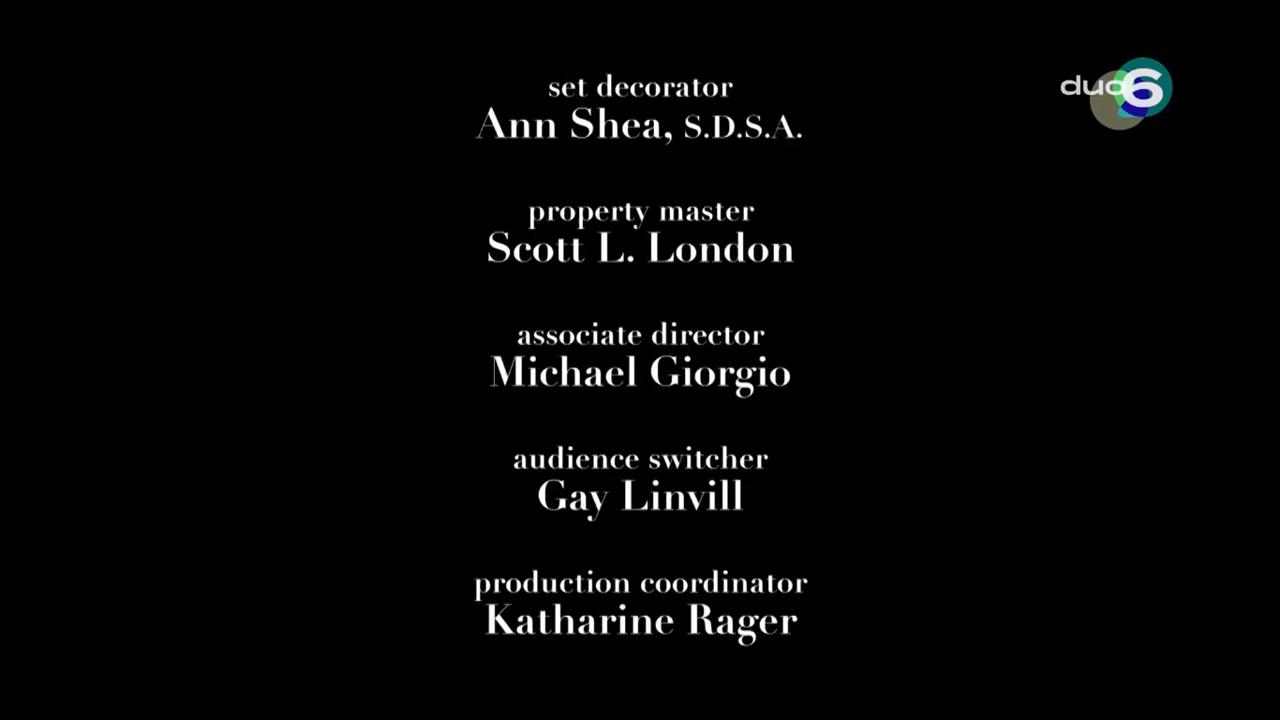 set decorator
Ann Shea, S.D.S.A.
property master
Scott L. London
associate director
Michael Giorgio
audience switcher
Gay Linvill
production coordinator
Katharine Rager
duo6